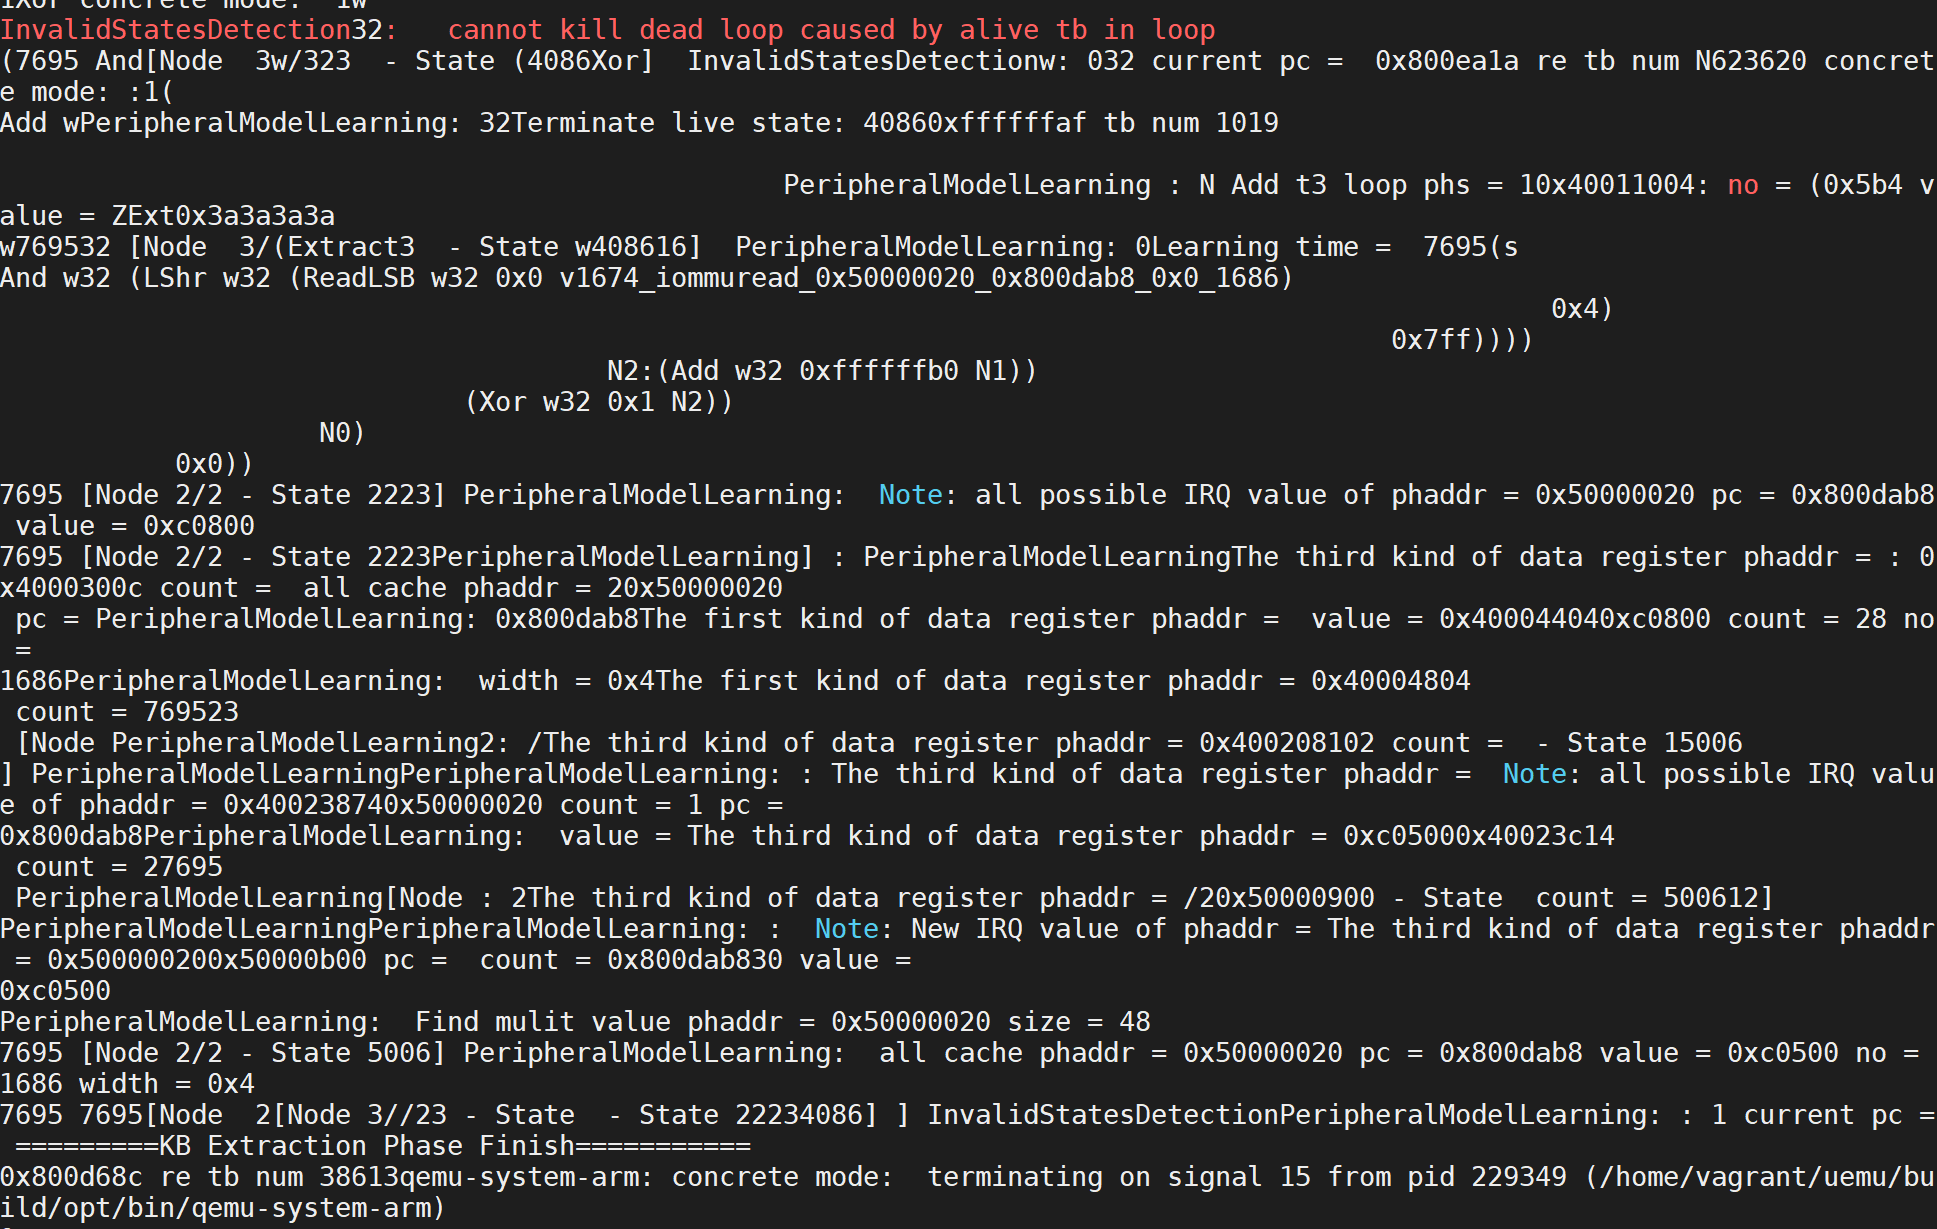 InvalidStatesDetection32:   cannot kill dead loop caused by alive tb in loop
(7695 And[Node  3w/323  - State (4086Xor]  InvalidStatesDetectionw: 032 current pc =  0x800ea1a re tb num N623620 concret
e mode: :1(
Add wPeripheralModelLearning: 32Terminate live state: 40860xffffffaf tb num 1019
PeripheralModelLearning : N Add t3 loop phs = 10x40011004: no = (0x5b4 v
alue = ZExt0x3a3a3a3a
w769532 [Node  3/(Extract3  - State w408616]  PeripheralModelLearning: 0Learning time =  7695(s
And w32 (LShr w32 (ReadLSB w32 0x0 v1674_iommuread_0x50000020_0x800dab8_0x0_1686)
0x4)
0x7ff))))
N2:(Add w32 0xffffffb0 N1))
(Xor w32 0x1 N2))
N0)
0x0))
7695 [Node 2/2 - State 2223] PeripheralModelLearning:  Note: all possible IRQ value of phaddr = 0x50000020 pc = 0x800dab8
 value = 0xc0800
7695 [Node 2/2 - State 2223PeripheralModelLearning] : PeripheralModelLearningThe third kind of data register phaddr = : 0
x4000300c count =  all cache phaddr = 20x50000020
 pc = PeripheralModelLearning: 0x800dab8The first kind of data register phaddr =  value = 0x400044040xc0800 count = 28 no
 =
1686PeripheralModelLearning:  width = 0x4The first kind of data register phaddr = 0x40004804
 count = 769523
 [Node PeripheralModelLearning2: /The third kind of data register phaddr = 0x400208102 count =  - State 15006
] PeripheralModelLearningPeripheralModelLearning: : The third kind of data register phaddr =  Note: all possible IRQ valu
e of phaddr = 0x400238740x50000020 count = 1 pc =
0x800dab8PeripheralModelLearning:  value = The third kind of data register phaddr = 0xc05000x40023c14
 count = 27695
 PeripheralModelLearning[Node : 2The third kind of data register phaddr = /20x50000900 - State  count = 500612]
PeripheralModelLearningPeripheralModelLearning: :  Note: New IRQ value of phaddr = The third kind of data register phaddr
 = 0x500000200x50000b00 pc =  count = 0x800dab830 value =
0xc0500
PeripheralModelLearning:  Find mulit value phaddr = 0x50000020 size = 48
7695 [Node 2/2 - State 5006] PeripheralModelLearning:  all cache phaddr = 0x50000020 pc = 0x800dab8 value = 0xc0500 no =
1686 width = 0x4
7695 7695[Node  2[Node 3//23 - State  - State 22234086] ] InvalidStatesDetectionPeripheralModelLearning: : 1 current pc =
 =========KB Extraction Phase Finish===========
0x800d68c re tb num 38613qemu-system-arm: concrete mode:  terminating on signal 15 from pid 229349 (/home/vagrant/uemu/bu
ild/opt/bin/qemu-system-arm)